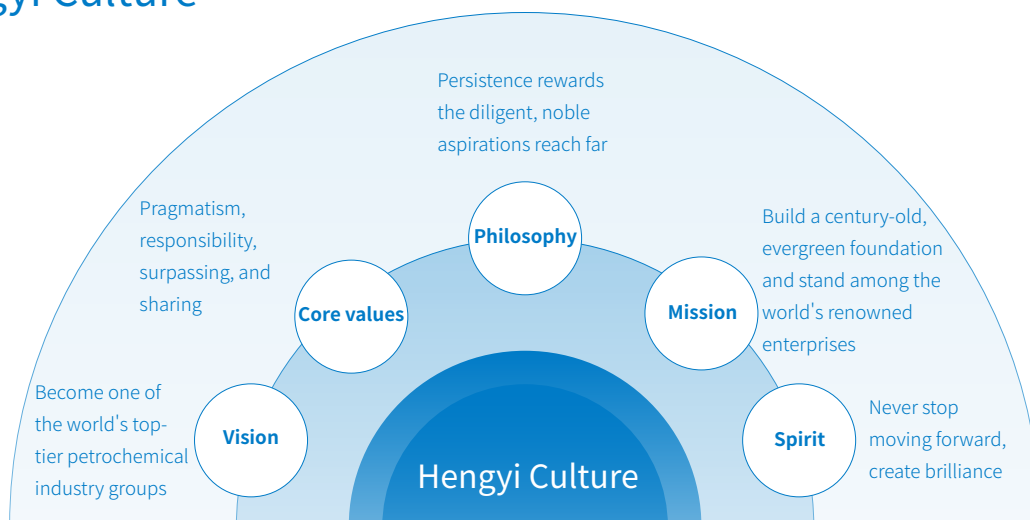 Culture
Persistence rewards
the diligent, noble
aspirations reach far
Philosophy
Pragmatism,
responsibility,
surpassing, and
sharing
Core values
Build a century-old,
evergreen foundation
and stand among the
world's renowned
enterprises
Mission
Become one of
the world's top-
tier petrochemical
industry groups
Vision
Never stop
moving forward,
create brilliance
Spirit
Hengyi Culture